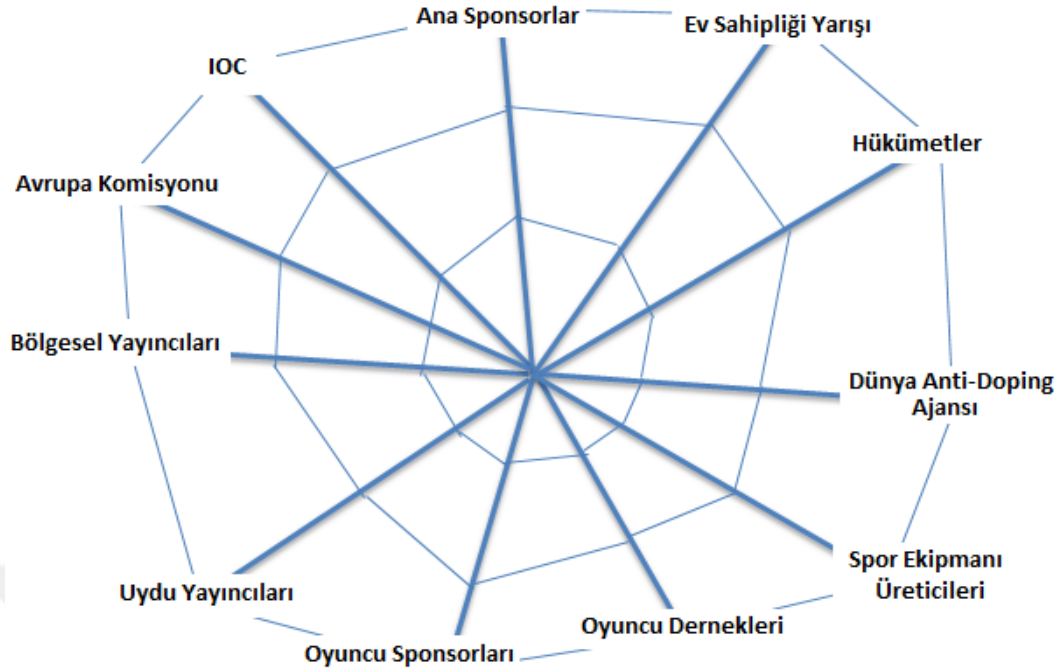 Ana Sponsorlar
Ev Sahipliği Yarışı
IOC
Hükümetler
Avrupa Komisyonu
Bölgesel Yayıncıları
Dünya Anti-Doping
Ajansı
Spor Ekipmanı
Üreticileri
Uydu Yayıncıları
Oyuncu Dernekleri
Oyuncu Sponsorları